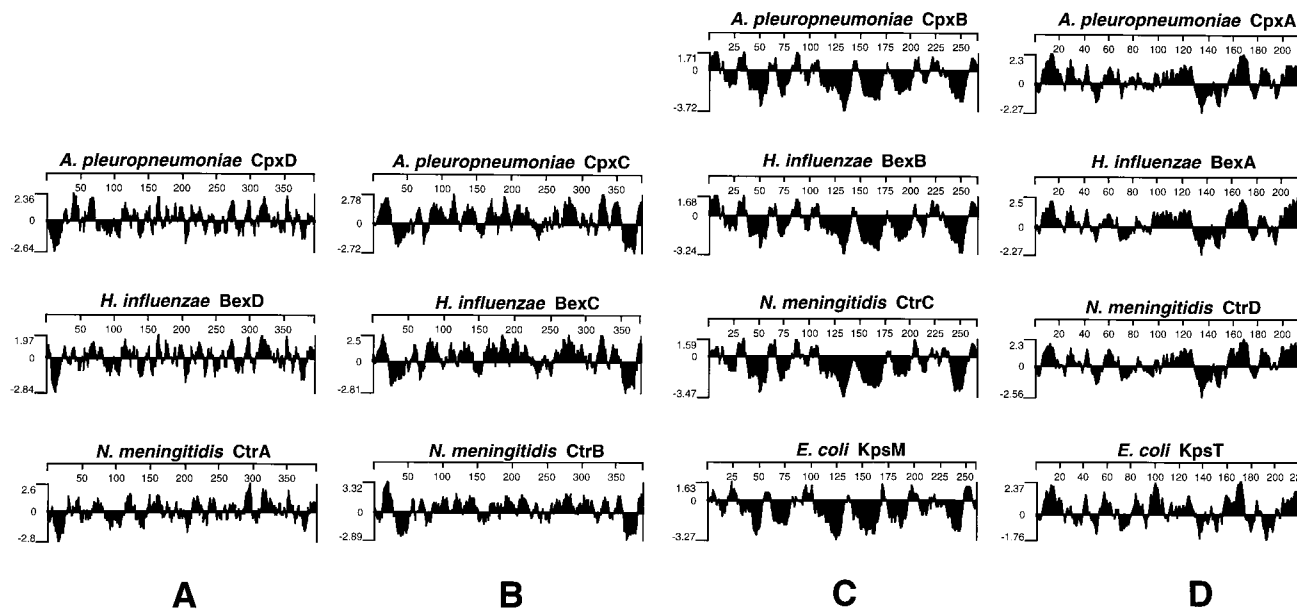 A. pleuropneumoniae CpxB
25 50 75 100 125 150 175 200 225 250
1.71
0
-3.72
A. pleuropneumoniae CpxA
20 40 60 80 100 120 140 160 180 200
2.3
0
-2.27
A. pleuropneumoniae CpxD
50 100 150 200 250 300 350
2.36
0
-2.64
A. pleuropneumoniae CpxC
50 100 150 200 250 300 350
2.78
0
-2.72
H. influenzae BexB
25 50 75 100 125 150 175 200 225 250
1.68
0
-3.24
H. influenzae BexA
20 40 60 80 100 120 140 160 180 200
2.5
0
-2.27
H. influenzae BexD
50 100 150 200 250 300 350
1.97
0
-2.84
H. influenzae BexC
50 100 150 200 250 300 350
2.5
0
-2.81
N. meningitidis CtrC
25 50 75 100 125 150 175 200 225 250
1.59
0
-3.47
N. meningitidis CtrD
20 40 60 80 100 120 140 160 180 200
2.3
0
-2.56
N. meningitidis CtrA
50 100 150 200 250 300 350
2.6
0
-2.8
N. meningitidis CtrB
50 100 150 200 250 300 350
3.32
0
-2.89
E. coli KpsM
25 50 75 100 125 150 175 200 225 250
1.63
0
-3.27
E. coli KpsT
20 40 60 80 100 120 140 160 180 200
2.37
0
-1.76
A B C D